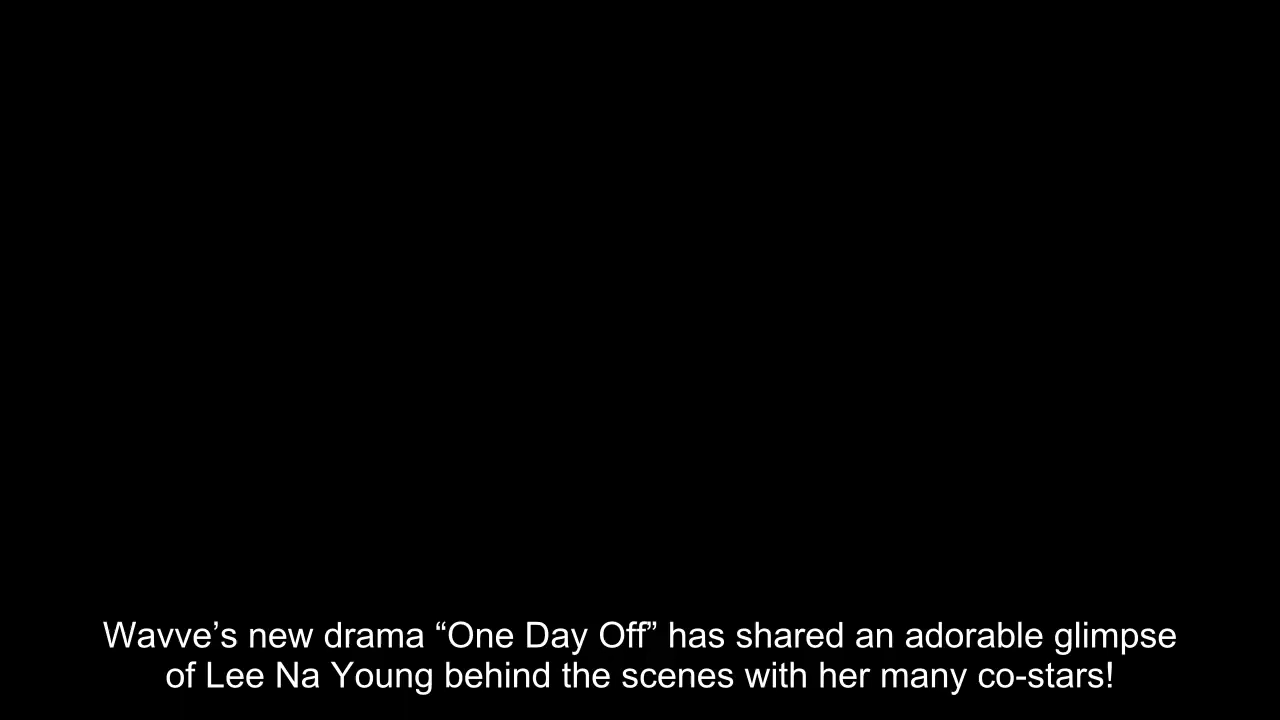 Wavve’s new drama “One Day Off” has shared an adorable glimpse
of Lee Na Young behind the scenes with her many co-stars!